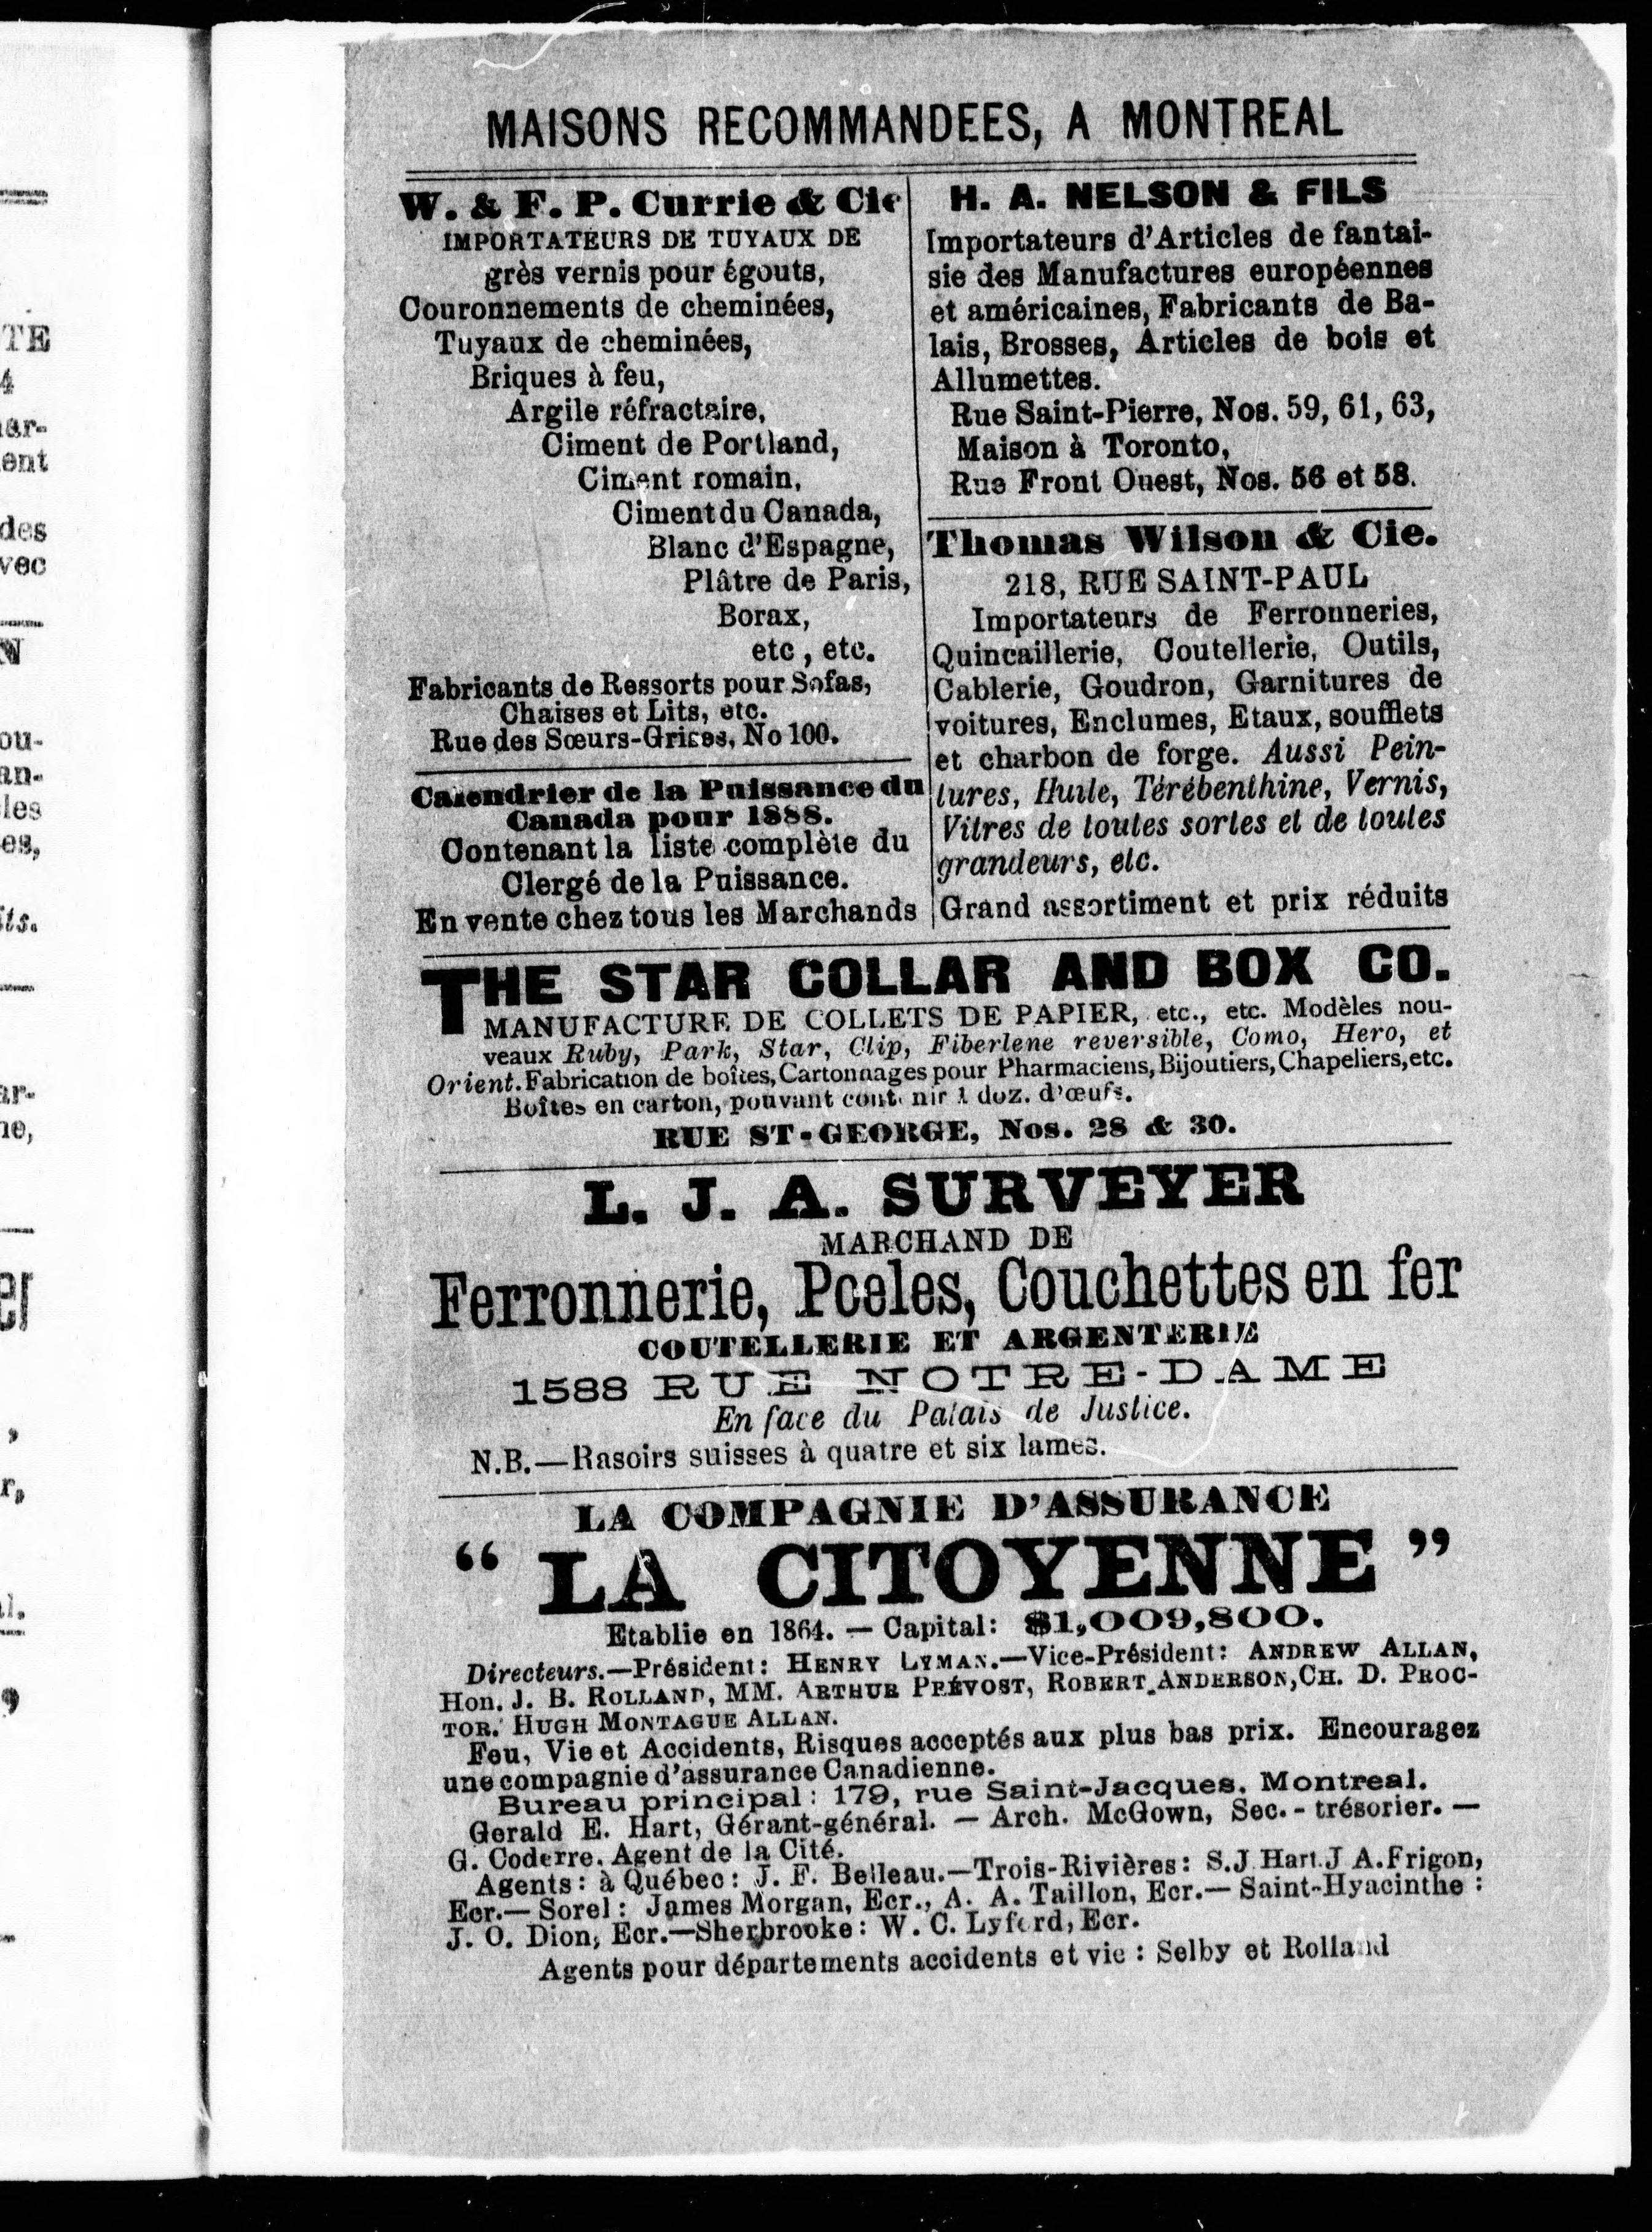 MAISONS RECOMMANDEES, A MONTREAL
W. & F. P. Currie & Cie
IMPORTATEURS DE TUYAUX DE
grès vernis pour égouts,
Couronnements de cheminées,
Tuyaux de cheminées,
Briques à feu,
Argile réfractaire,
Ciment de Portland,
Ciment romain,
Ciment du Canada,
Blanc d'Espagne,
Plâtre de Paris,
Borax,
etc, etc.
Fabricants de Ressorts pour Sofas,
Chaises et Lits, etc.
Rue des Sœurs-Grises, No 100.
Calendrier de la Puissance du
Canada pour 1888.
Contenant la liste complète du
Clergé de la Puissance.
En vente chez tous les Marchands
H. A. NELSON & FILS
Importateurs d'Articles de fantai-
sie des Manufactures européennes
et américaines, Fabricants de Ba-
lais, Brosses, Articles de bois et
Allumettes.
Rue Saint-Pierre, Nos. 59, 61, 63,
Maison à Toronto,
Rue Front Ouest, Nos. 56 et 58.
Thomas Wilson & Cie.
218, RUE SAINT-PAUL
Importateurs de Ferronneries,
Quincaillerie, Coutellerie, Outils,
Cablerie, Goudron, Garnitures de
voitures, Enclumes, Etaux, soufflets
et charbon de forge. Aussi Pein-
tures, Huile, Térébenthine, Vernis,
Vitres de toutes sortes et de toutes
grandeurs, etc.
Grand assortiment et prix réduits
THE STAR COLLAR AND BOX CO.
MANUFACTURE DE COLLETS DE PAPIER, etc., etc. Modèles nou-
veaux Ruby, Park, Star, Clip, Fiberlene reversible, Como, Hero, et
Orient. Fabrication de boîtes, Cartonnages pour Pharmaciens, Bijoutiers, Chapeliers, etc.
Boîtes en carton, pouvant contenir 1 doz. d'œufs.
RUE ST-GEORGE, Nos. 28 & 30.
L. J. A. SURVEYER
MARCHAND DE
Ferronnerie, Poeles, Couchettes en fer
COUTELLERIE ET ARGENTERIE
1588 RUE NOTRE-DAME
En face du Palais de Justice.
N.B.—Rasoirs suisses à quatre et six lames.
LA COMPAGNIE D'ASSURANCE
“ LA CITOYENNE ”
Etablie en 1864. — Capital: $1,009,800.
Directeurs.—Président: HENRY LYMAN.—Vice-Président: ANDREW ALLAN,
Hon. J. B. ROLLAND, MM. ARTHUR PRÉVOST, ROBERT ANDERSON, CH. D. PROC-
TOR. HUGH MONTAGUE ALLAN.
Feu, Vie et Accidents, Risques acceptés aux plus bas prix. Encouragez
une compagnie d'assurance Canadienne.
Bureau principal: 179, rue Saint-Jacques, Montreal.
Gerald E. Hart, Gérant-général. — Arch. McGown, Sec.-trésorier. —
G. Coderre, Agent de la Cité.
Agents: à Québec: J. F. Belleau.—Trois-Rivières: S.J. Hart. J A. Frigon,
Ecr.— Sorel: James Morgan, Ecr., A. A. Taillon, Ecr.— Saint-Hyacinthe:
J. O. Dion, Ecr.—Sherbrooke: W. C. Lyford, Ecr.
Agents pour départements accidents et vie: Selby et Rolland